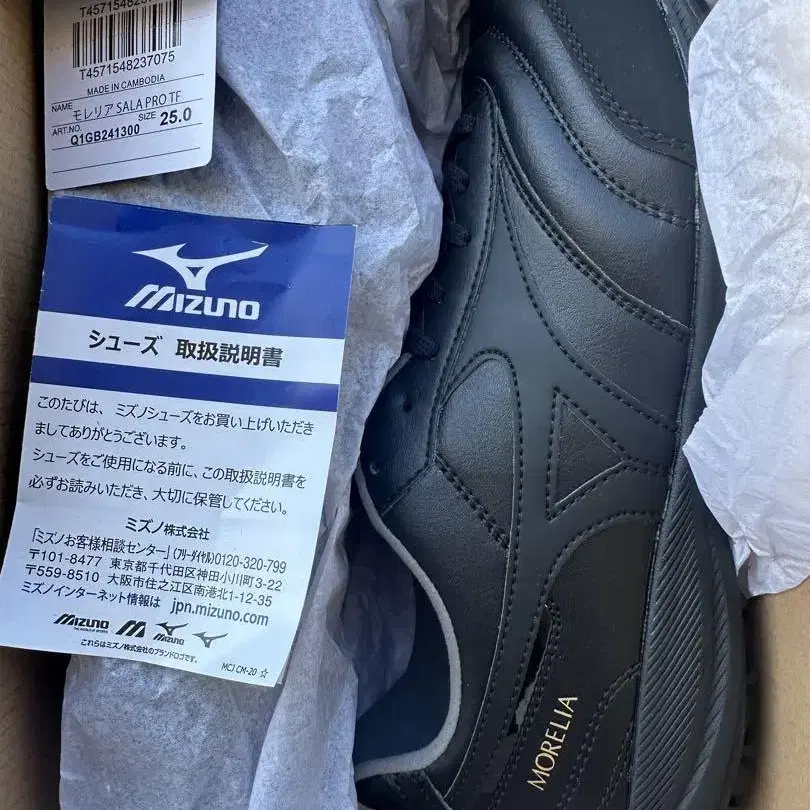 T4571548237075
T4571548237075
MADE IN CAMBODIA
NAME モレリア SALA PRO TF
SIZE 25.0
ART.NO. Q1GB241300
MIZUNO
シューズ 取扱説明書
このたびは、ミズノシューズをお買い上げいただき
ましてありがとうございます。
シューズをご使用になる前に、この取扱説明書を
必ずお読みいただき、大切に保管してください。
ミズノ株式会社
「ミズノお客様相談センター」(フリーダイヤル)0120-320-799
〒101-8477 東京都千代田区神田小川町3-22
〒559-8510 大阪市住之江区南港北1-12-35
ミズノインターネット情報は jpn.mizuno.com
MIZUNO THE WORLD OF SPORTS MIZUNO
これらはミズノ株式会社のブランドロゴです。
MCJ CM-20 ☆
MORELIA